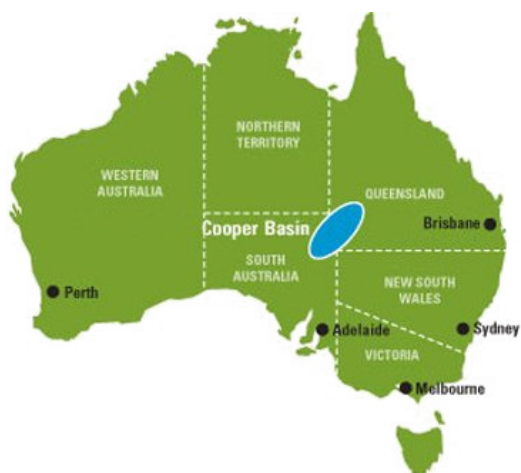 NORTHERN
TERRITORY
WESTERN
AUSTRALIA
QUEENSLAND
Cooper Basin
Brisbane
SOUTH
AUSTRALIA
NEW SOUTH
WALES
Perth
Adelaide
Sydney
VICTORIA
Melbourne